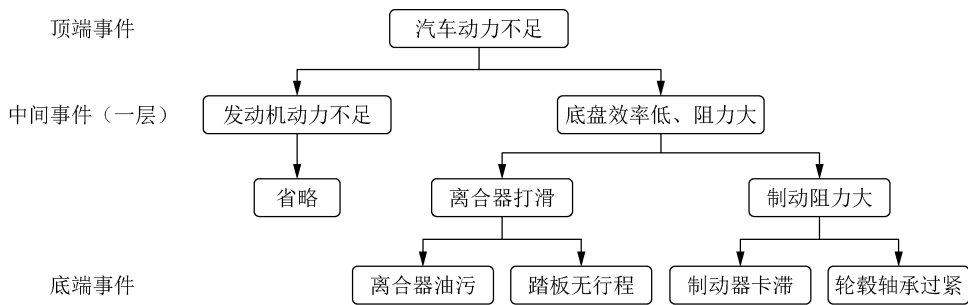 顶端事件
汽车动力不足
中间事件（一层）
发动机动力不足
底盘效率低、阻力大
省略
离合器打滑
制动阻力大
底端事件
离合器油污
踏板无行程
制动器卡滞
轮毂轴承过紧